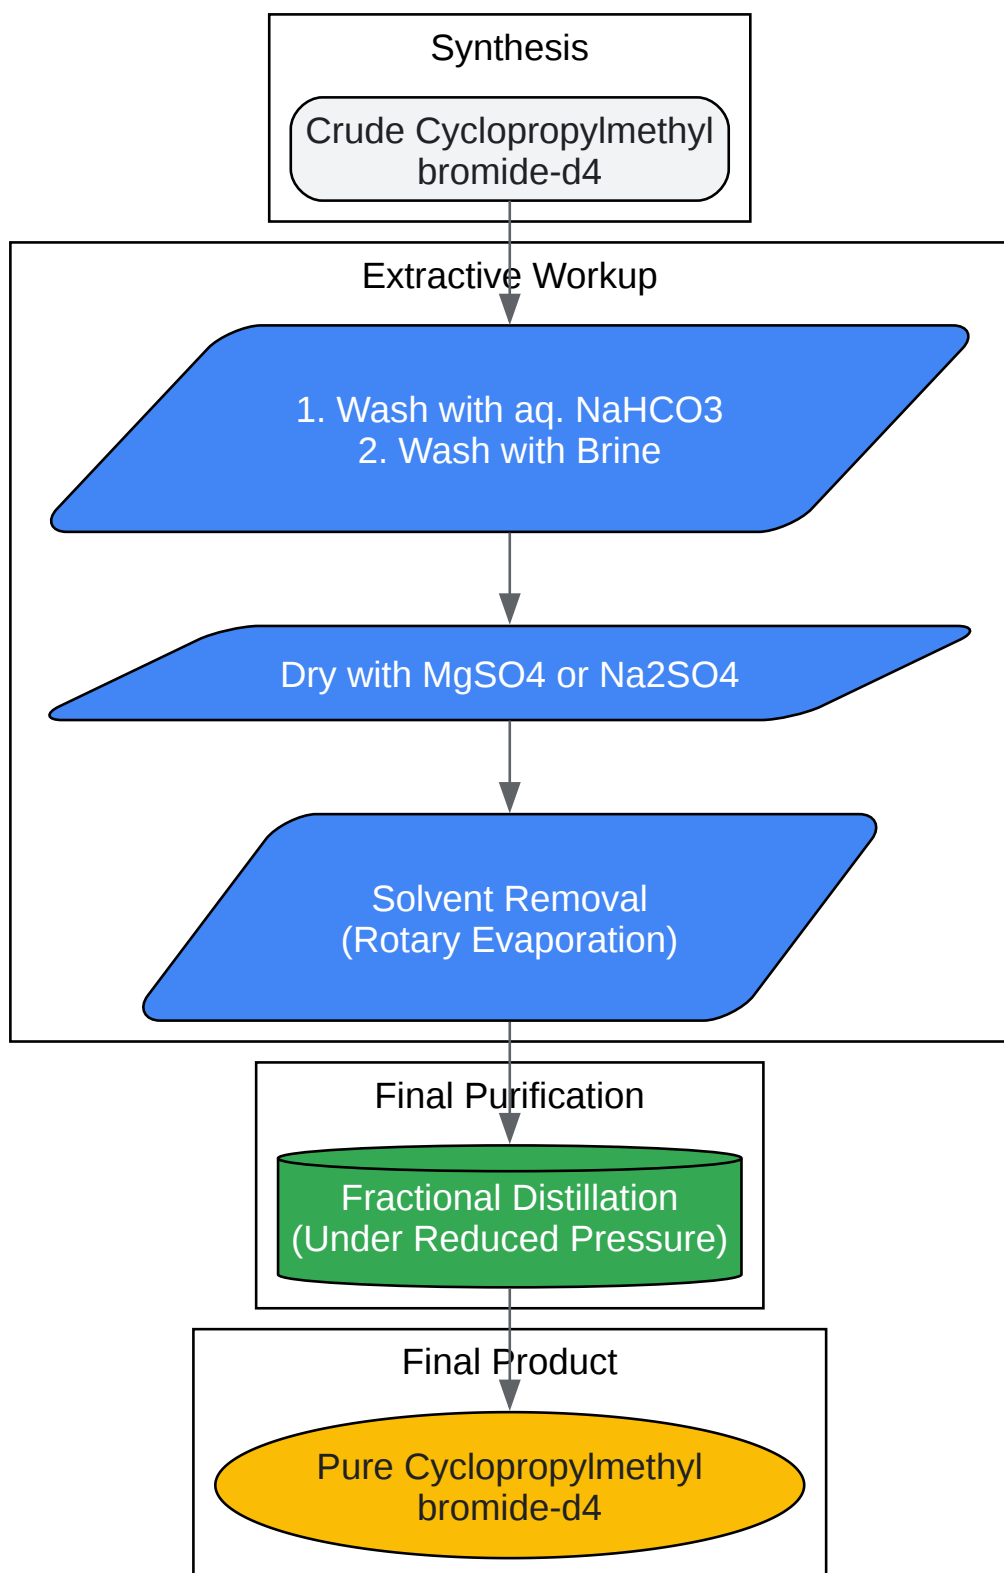 Synthesis
Crude Cyclopropylmethyl
bromide-d4
Extractive Workup
1. Wash with aq. NaHCO3
2. Wash with Brine
Dry with MgSO4 or Na2SO4
Solvent Removal
(Rotary Evaporation)
Final Purification
Fractional Distillation
(Under Reduced Pressure)
Final Product
Pure Cyclopropylmethyl
bromide-d4